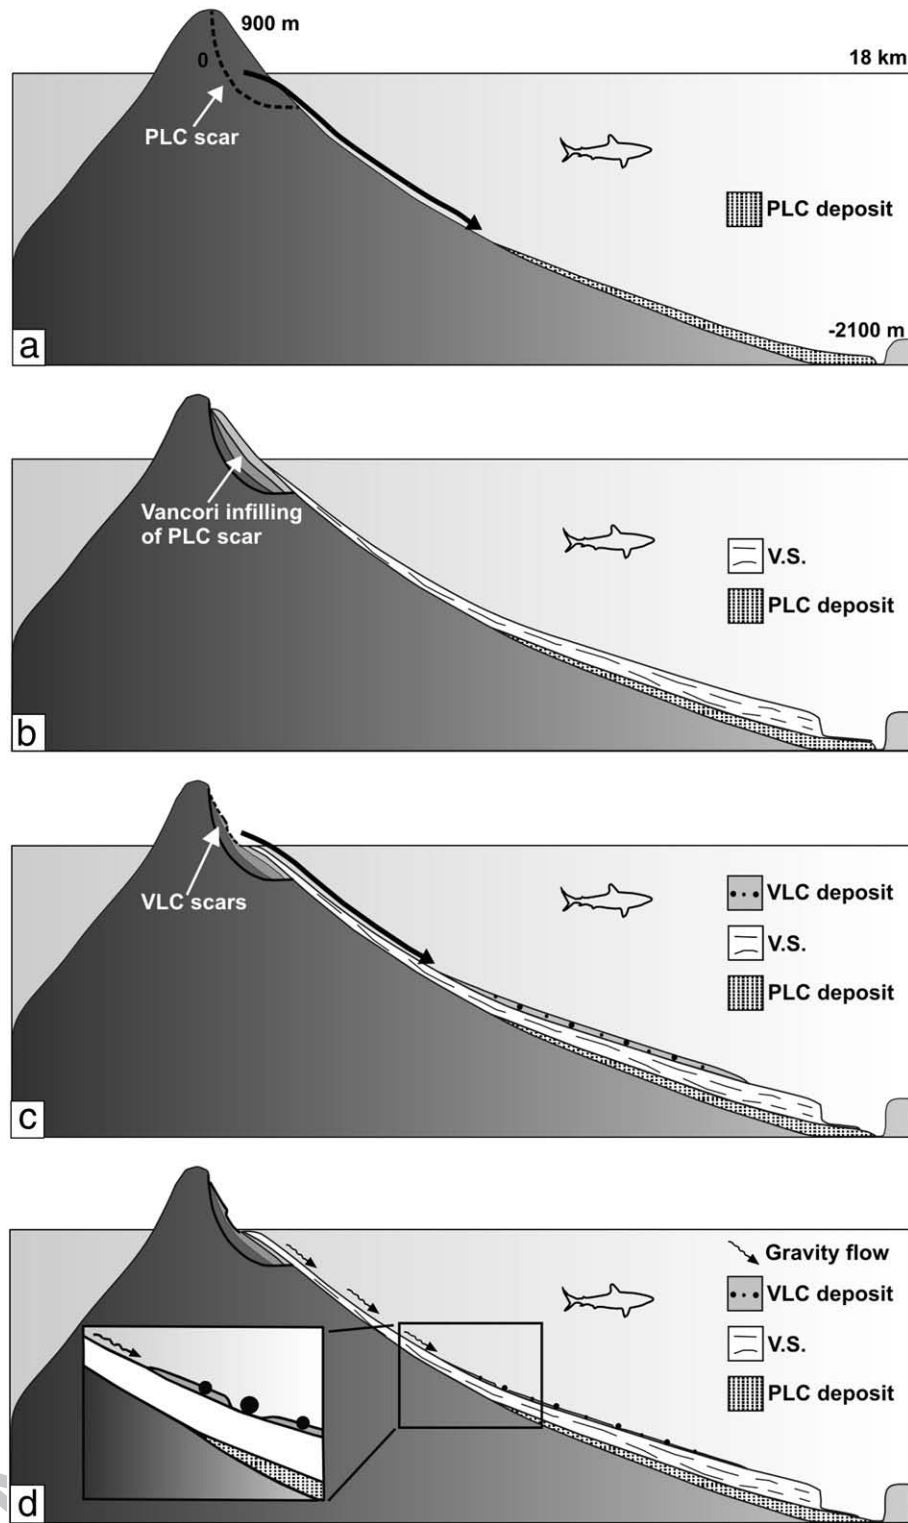 900 m
0
18 km
PLC scar
PLC deposit
-2100 m
a
Vancori infilling
of PLC scar
V.S.
PLC deposit
b
VLC scars
VLC deposit
V.S.
PLC deposit
c
Gravity flow
VLC deposit
V.S.
PLC deposit
d